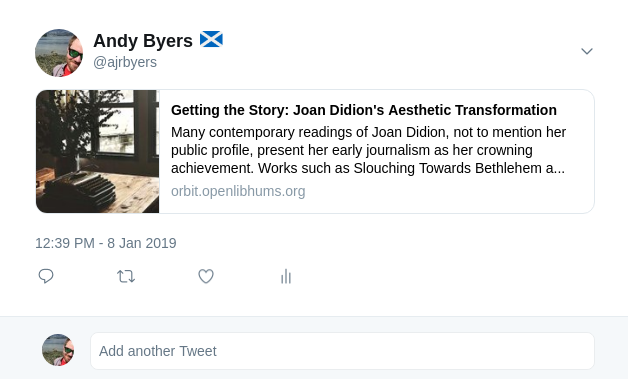 Andy Byers
@ajrbyers
Getting the Story: Joan Didion's Aesthetic Transformation
Many contemporary readings of Joan Didion, not to mention her
public profile, present her early journalism as her crowning
achievement. Works such as Slouching Towards Bethlehem a...
orbit.openlibhums.org
12:39 PM - 8 Jan 2019
Add another Tweet